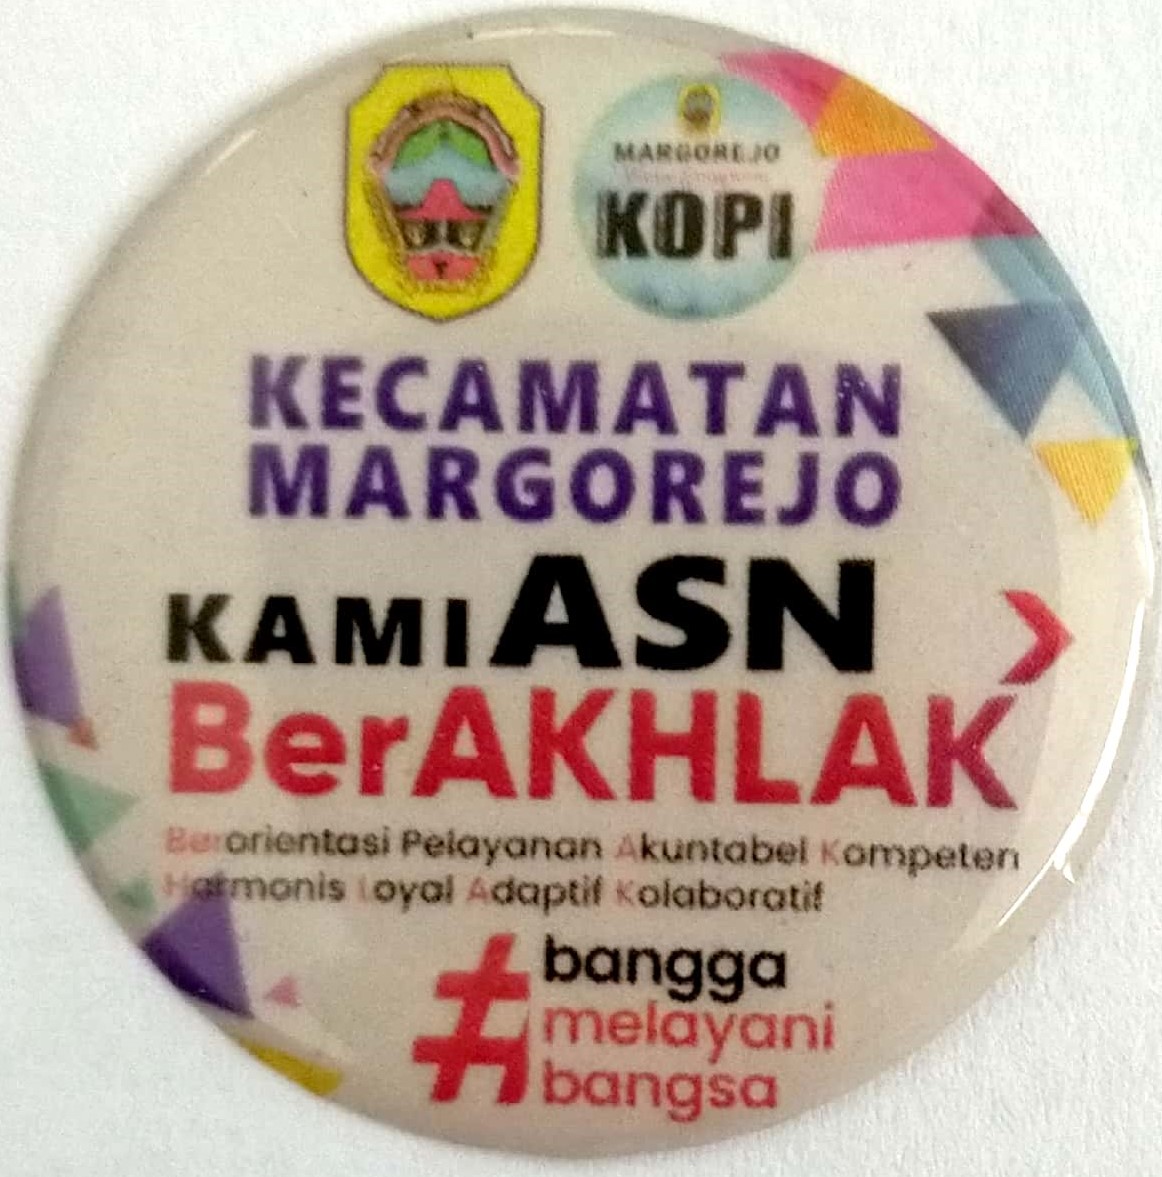 MARGOREJO
KOPI
KECAMATAN
MARGOREJO
KAMI ASN
BerAKHLAK
Berorientasi Pelayanan Akuntabel Kompeten
Harmonis Loyal Adaptif Kolaboratif
#bangga
melayani
bangsa